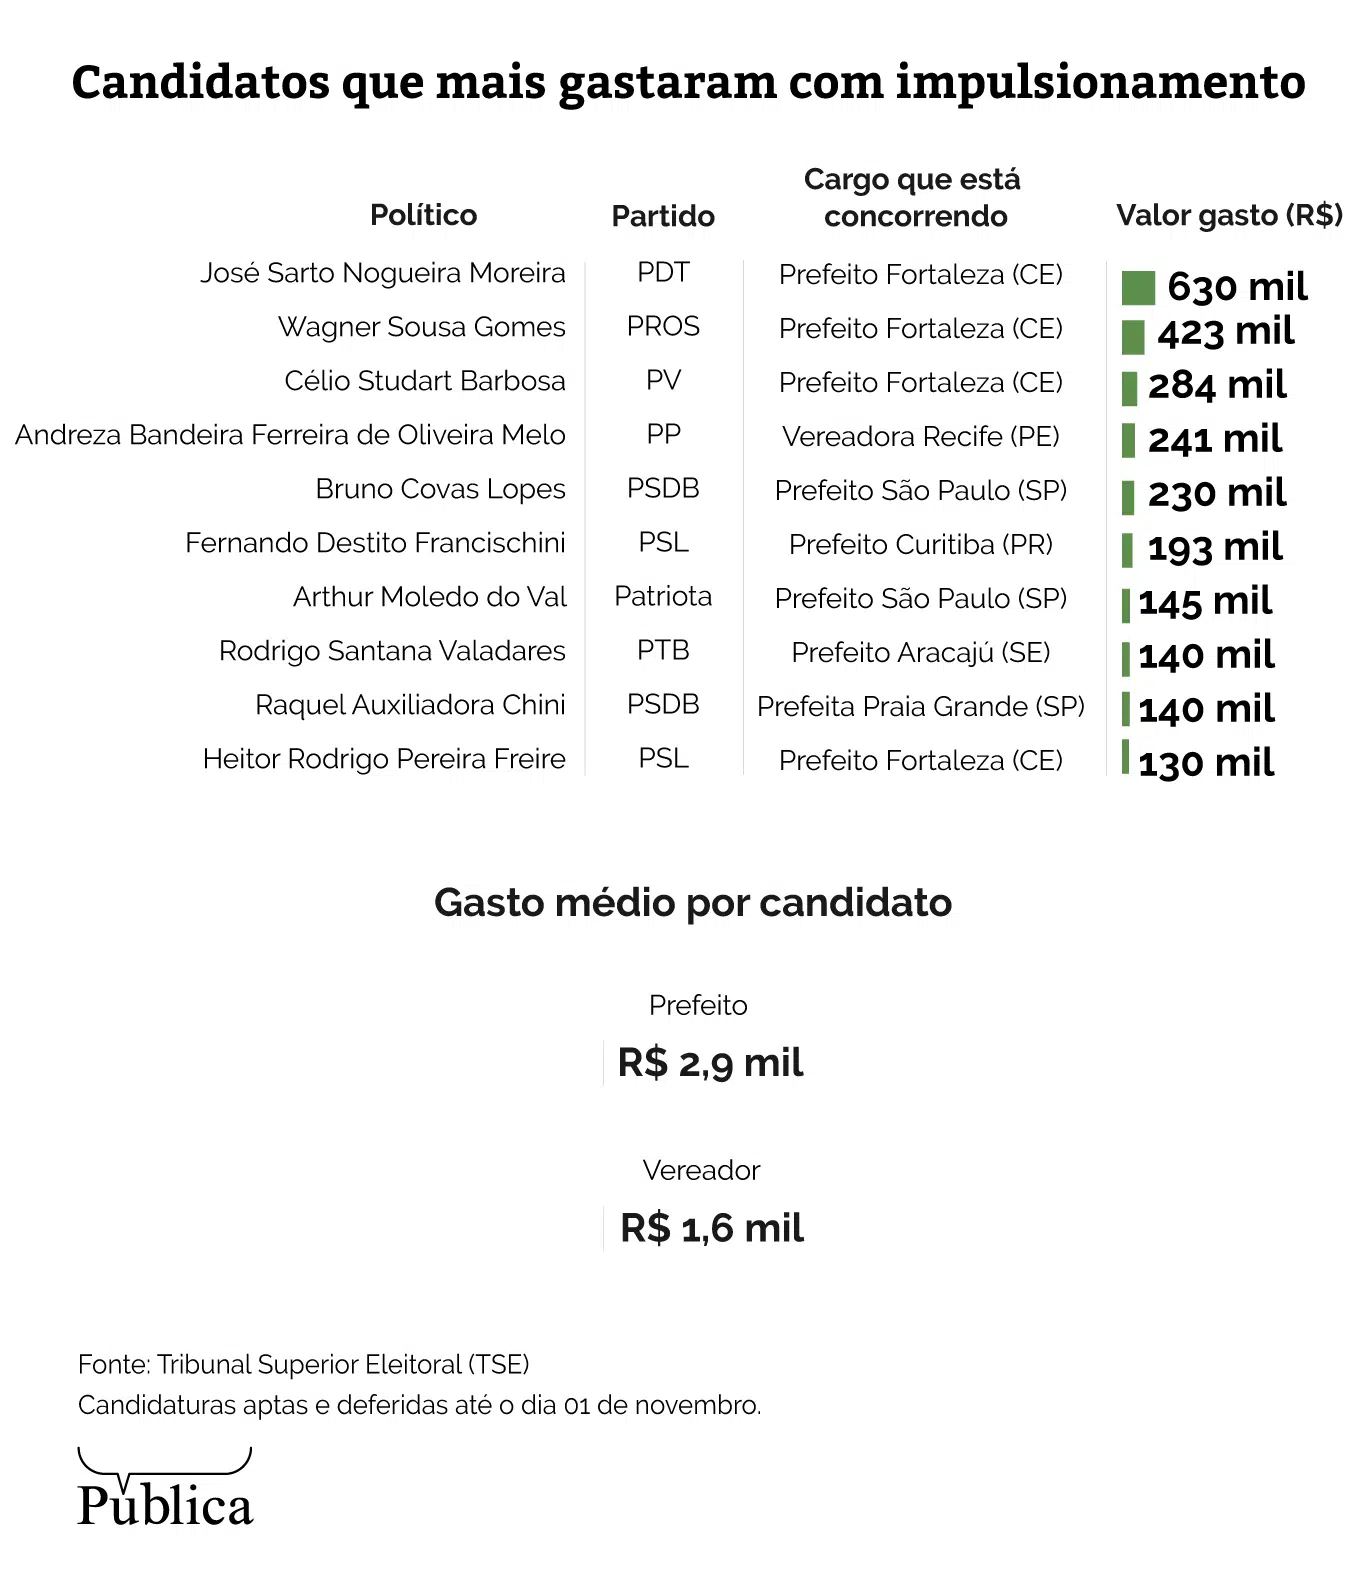 Candidatos que mais gastaram com impulsionamento
Político Partido Cargo que está concorrendo Valor gasto (R$)
José Sarto Nogueira Moreira PDT Prefeito Fortaleza (CE) 630 mil
Wagner Sousa Gomes PROS Prefeito Fortaleza (CE) 423 mil
Célio Studart Barbosa PV Prefeito Fortaleza (CE) 284 mil
Andreza Bandeira Ferreira de Oliveira Melo PP Vereadora Recife (PE) 241 mil
Bruno Covas Lopes PSDB Prefeito São Paulo (SP) 230 mil
Fernando Destito Francischini PSL Prefeito Curitiba (PR) 193 mil
Arthur Moledo do Val Patriota Prefeito São Paulo (SP) 145 mil
Rodrigo Santana Valadares PTB Prefeito Aracajú (SE) 140 mil
Raquel Auxiliadora Chini PSDB Prefeita Praia Grande (SP) 140 mil
Heitor Rodrigo Pereira Freire PSL Prefeito Fortaleza (CE) 130 mil
Gasto médio por candidato
Prefeito
R$ 2,9 mil
Vereador
R$ 1,6 mil
Fonte: Tribunal Superior Eleitoral (TSE)
Candidaturas aptas e deferidas até o dia 01 de novembro.
Pública